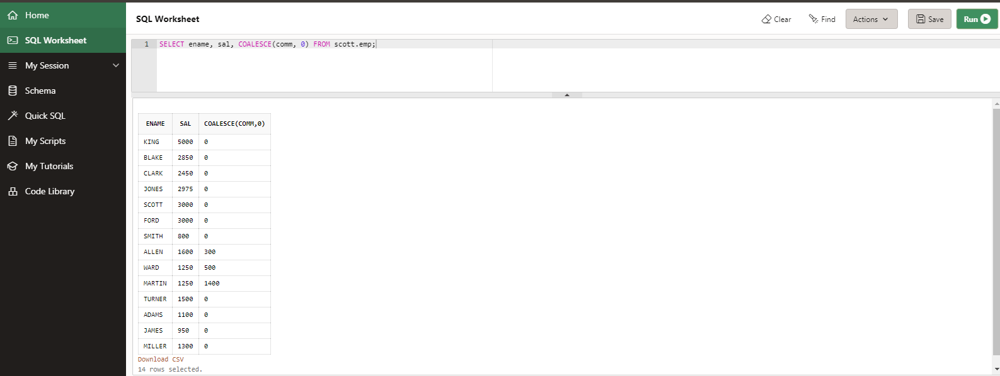 Home
SQL Worksheet
My Session
Schema
Quick SQL
My Scripts
My Tutorials
Code Library
SQL Worksheet
Clear Find Actions Save Run
1 SELECT ename, sal, COALESCE(comm, 0) FROM scott.emp;
ENAME SAL COALESCE(COMM,0)
KING 5000 0
BLAKE 2850 0
CLARK 2450 0
JONES 2975 0
SCOTT 3000 0
FORD 3000 0
SMITH 800 0
ALLEN 1600 300
WARD 1250 500
MARTIN 1250 1400
TURNER 1500 0
ADAMS 1100 0
JAMES 950 0
MILLER 1300 0
Download CSV
14 rows selected.